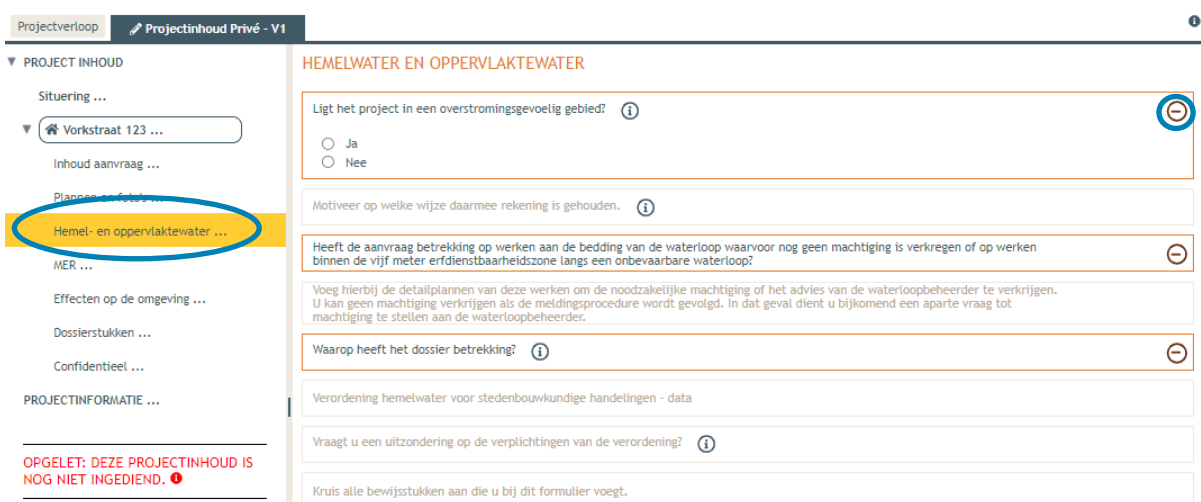 Projectverloop
Projectinhoud Privé - V1
PROJECT INHOUD
Situering ...
Vorkstraat 123 ...
Inhoud aanvraag ...
Plannen en foto's ...
Hemel- en oppervlaktewater ...
MER ...
Effecten op de omgeving ...
Dossierstukken ...
Confidentieel ...
PROJECTINFORMATIE ...
OPGELET: DEZE PROJECTINHOUD IS
NOG NIET INGEDIEND.
HEMELWATER EN OPPERVLAKTEWATER
Ligt het project in een overstromingsgevoelig gebied?
Ja
Nee
Motiveer op welke wijze daarmee rekening is gehouden.
Heeft de aanvraag betrekking op werken aan de bedding van de waterloop waarvoor nog geen machtiging is verkregen of op werken
binnen de vijf meter erfdienstbaarheidszone langs een onbevaarbare waterloop?
Voeg hierbij de detailplannen van deze werken om de noodzakelijke machtiging of het advies van de waterloopbeheerder te verkrijgen.
U kan geen machtiging verkrijgen als de meldingsprocedure wordt gevolgd. In dat geval dient u bijkomend een aparte vraag tot
machtiging te stellen aan de waterloopbeheerder.
Waarop heeft het dossier betrekking?
Verordening hemelwater voor stedenbouwkundige handelingen - data
Vraagt u een uitzondering op de verplichtingen van de verordening?
Kruis alle bewijsstukken aan die u bij dit formulier voegt.